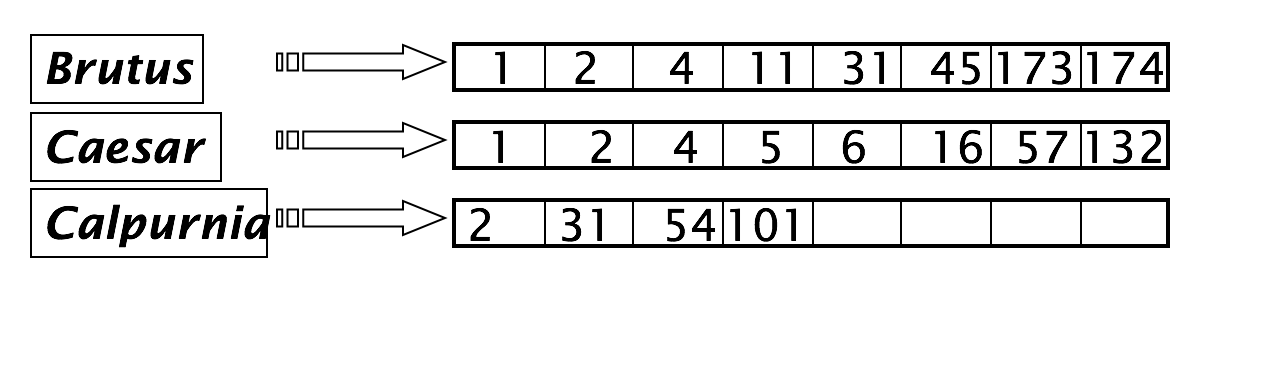 Brutus 1 2 4 11 31 45 173 174
Caesar 1 2 4 5 6 16 57 132
Calpurnia 2 31 54 101